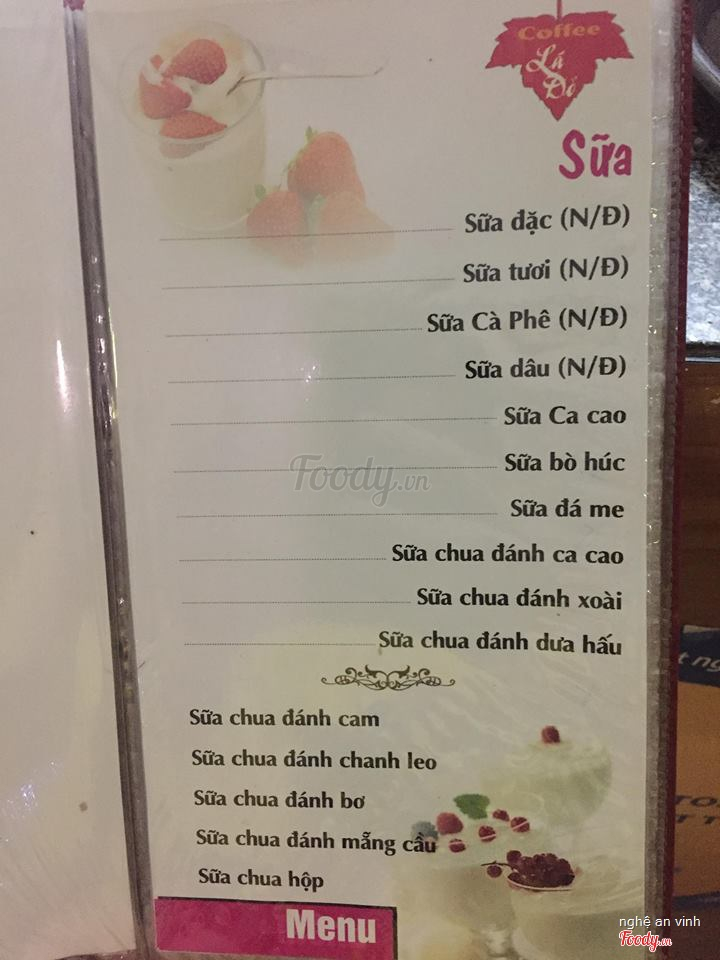 Coffee
Lá
Đỏ
Sữa
Sữa đặc (N/Đ)
Sữa tươi (N/Đ)
Sữa Cà Phê (N/Đ)
Sữa dâu (N/Đ)
Sữa Ca cao
Sữa bò húc
Foody.vn
Sữa đá me
Sữa chua đánh ca cao
Sữa chua đánh xoài
Sữa chua đánh dưa hấu
Sữa chua đánh cam
Sữa chua đánh chanh leo
Sữa chua đánh bơ
Sữa chua đánh mãng cầu
Sữa chua hộp
Menu
nghệ an vinh
Foody.vn